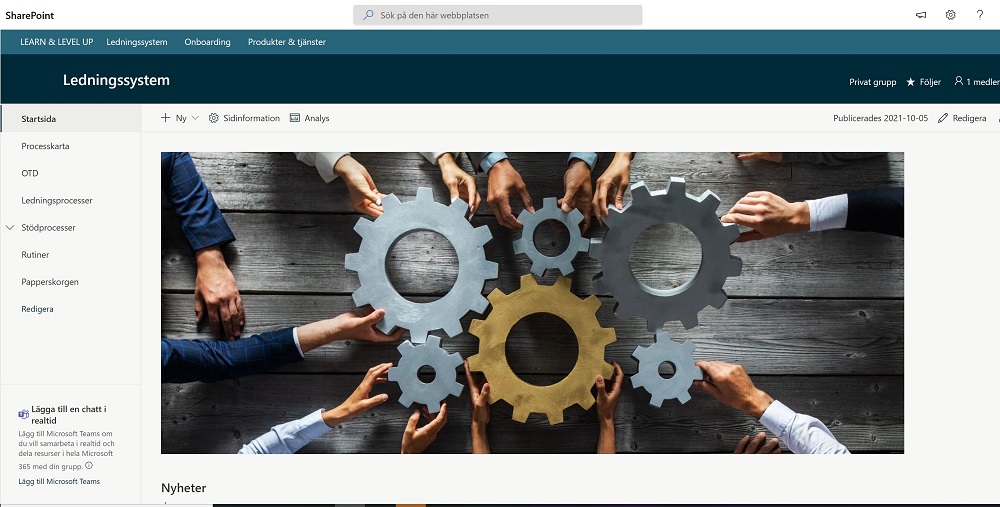 SharePoint
Sök på den här webbplatsen
?
LEARN & LEVEL UP Ledningssystem Onboarding Produkter & tjänster
Ledningssystem
Privat grupp Följer 1 medlem
Startsida
Ny Sidinformation Analys Publicerades 2021-10-05 Redigera
Processkarta
OTD
Ledningsprocesser
Stödprocesser
Rutiner
Papperskorgen
Redigera
Lägga till en chatt i
realtid
Lägg till Microsoft Teams om
du vill samarbeta i realtid och
dela resurser i hela Microsoft
365 med din grupp.
Lägg till Microsoft Teams
Nyheter